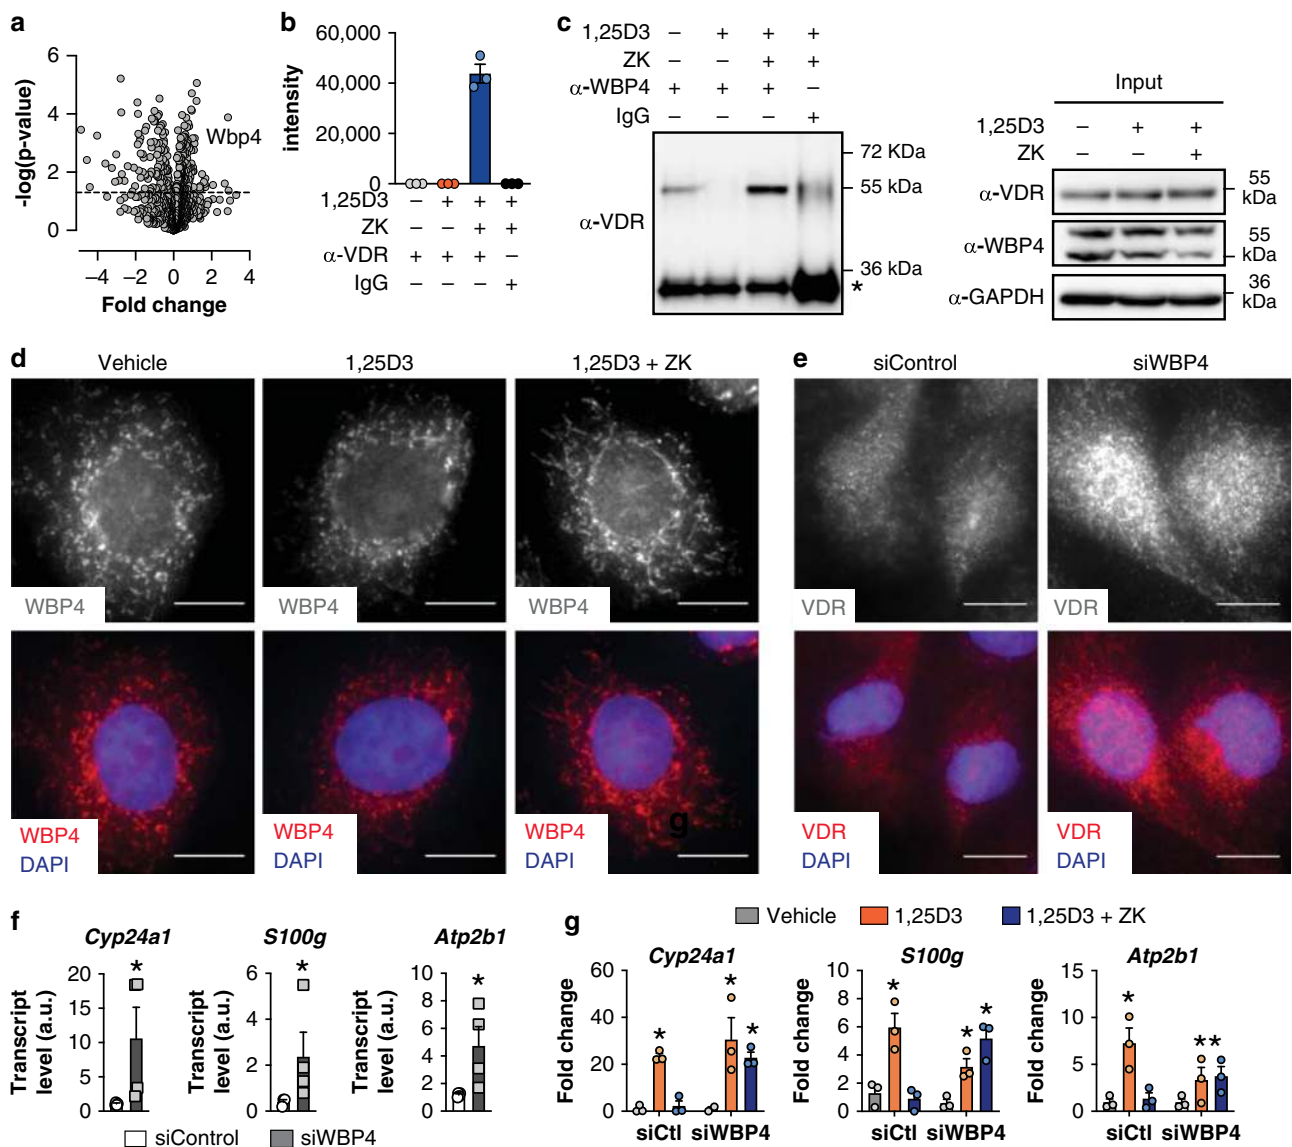 a
-log(p-value)
6
4
2
0
Wbp4
−4 −2 0 2 4
Fold change
b
intensity
60,000
40,000
20,000
0
1,25D3 – + + +
ZK – – + +
α-VDR + + + –
IgG – – – +
c
1,25D3 – + + +
ZK – – + +
α-WBP4 + + + –
IgG – – – +
α-VDR
72 KDa
55 kDa
36 kDa
*
Input
1,25D3 – + +
ZK – – +
α-VDR 55 kDa
α-WBP4 55 kDa
α-GAPDH 36 kDa
d
Vehicle 1,25D3 1,25D3 + ZK
WBP4 WBP4 WBP4
WBP4 WBP4 WBP4
DAPI DAPI DAPI
g
e
siControl siWBP4
VDR VDR
VDR VDR
DAPI DAPI
f
Cyp24a1
Transcript level (a.u.)
20
15
10
5
0
*
S100g
Transcript level (a.u.)
6
4
2
0
*
Atp2b1
Transcript level (a.u.)
10
8
6
4
2
0
*
siControl siWBP4
g
Vehicle 1,25D3 1,25D3 + ZK
Cyp24a1
Fold change
60
40
20
0
* * *
siCtl siWBP4
S100g
Fold change
10
8
6
4
2
0
* * *
siCtl siWBP4
Atp2b1
Fold change
15
10
5
0
* * *
siCtl siWBP4